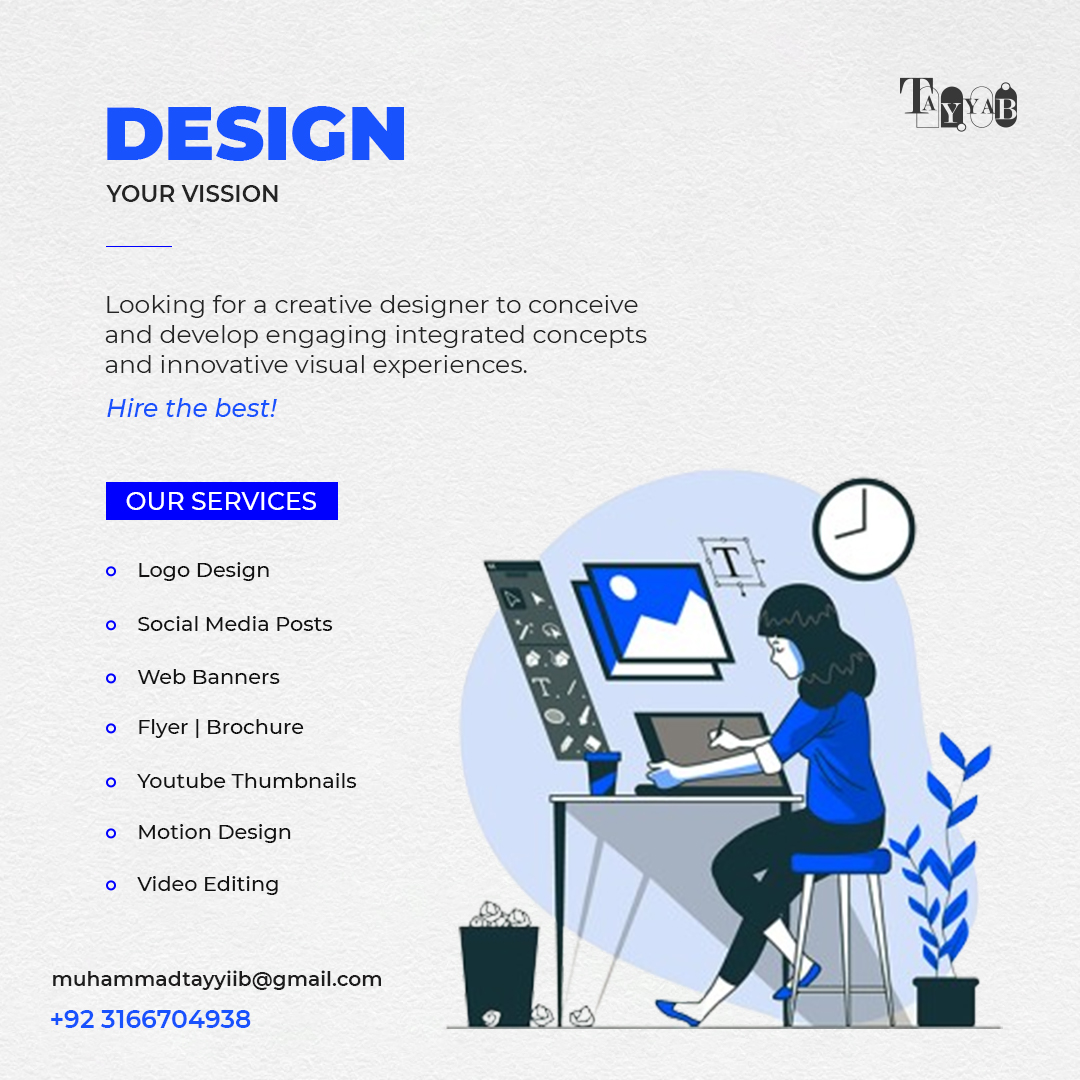 TAYYAB
DESIGN
YOUR VISSION
Looking for a creative designer to conceive
and develop engaging integrated concepts
and innovative visual experiences.
Hire the best!
OUR SERVICES
Logo Design
Social Media Posts
Web Banners
Flyer | Brochure
Youtube Thumbnails
Motion Design
Video Editing
T
T
muhammadtayyiib@gmail.com
+92 3166704938